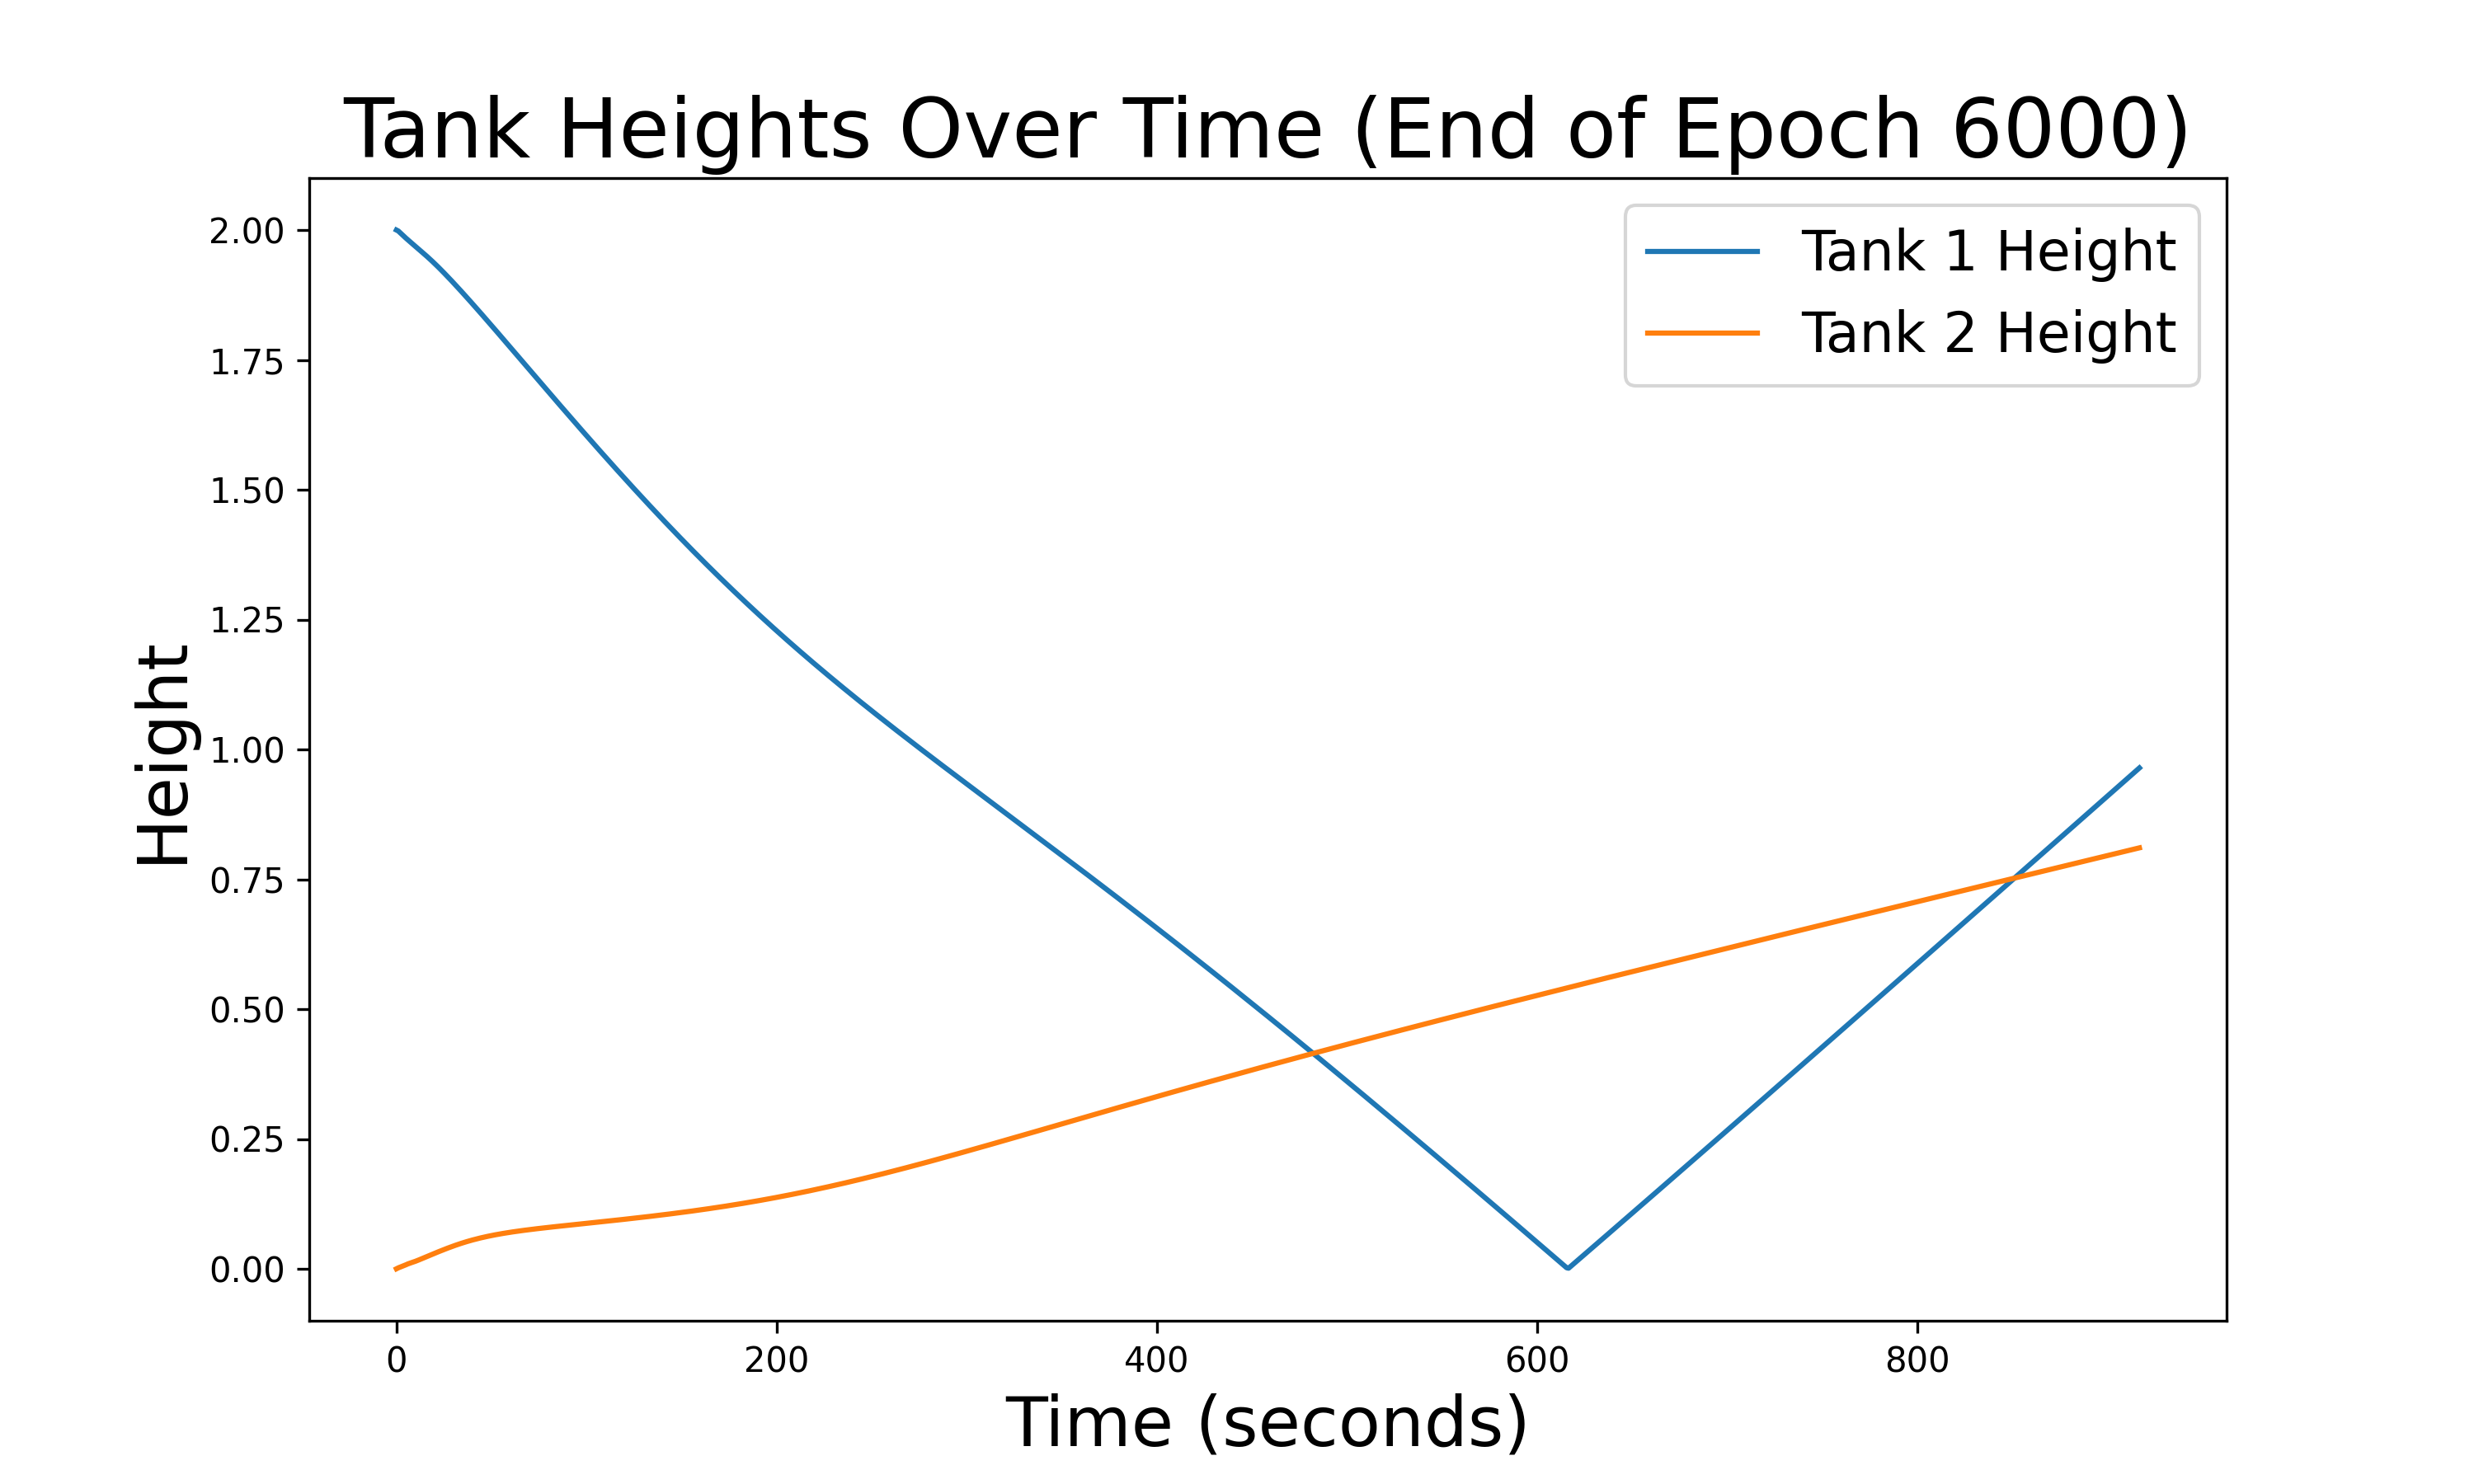 Tank Heights Over Time (End of Epoch 6000)
Tank 1 Height
Tank 2 Height
Height
2.00
1.75
1.50
1.25
1.00
0.75
0.50
0.25
0.00
0 200 400 600 800
Time (seconds)